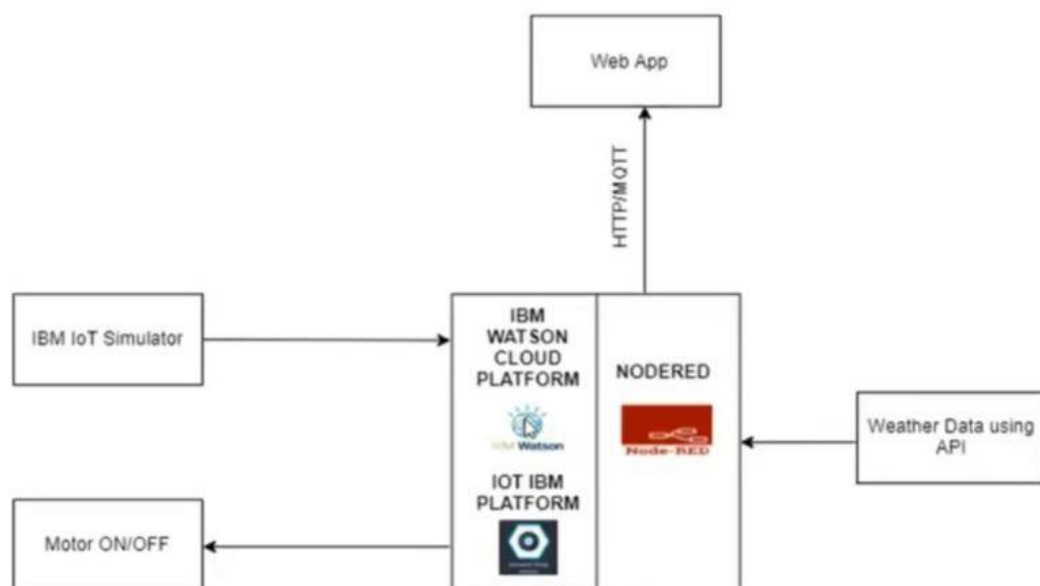 Web App
HTTP/MQTT
IBM IoT Simulator
IBM
WATSON
CLOUD
PLATFORM
NODERED
Watson
Node-RED
Weather Data using
API
IOT IBM
PLATFORM
Motor ON/OFF